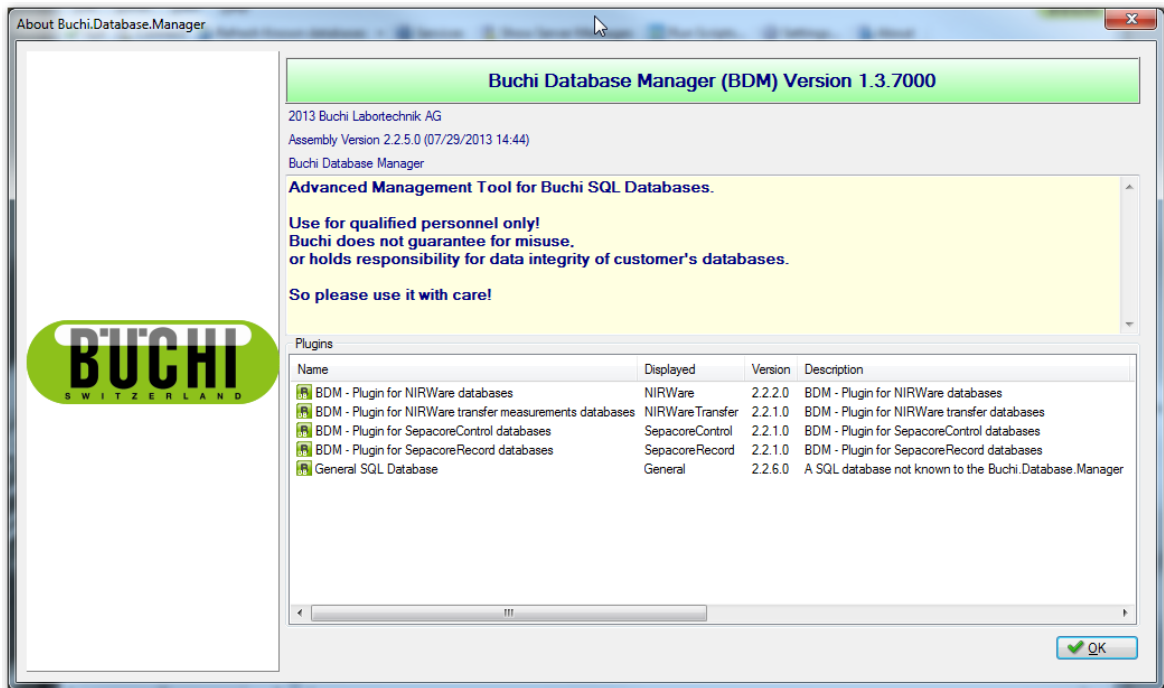 About Buchi.Database.Manager
Buchi Database Manager (BDM) Version 1.3.7000
2013 Buchi Labortechnik AG
Assembly Version 2.2.5.0 (07/29/2013 14:44)
Buchi Database Manager
Advanced Management Tool for Buchi SQL Databases.
Use for qualified personnel only!
Buchi does not guarantee for misuse,
or holds responsibility for data integrity of customer's databases.
So please use it with care!
BÜCHI
SWITZERLAND
Plugins
Name Displayed Version Description
BDM - Plugin for NIRWare databases NIRWare 2.2.2.0 BDM - Plugin for NIRWare databases
BDM - Plugin for NIRWare transfer measurements databases NIRWareTransfer 2.2.1.0 BDM - Plugin for NIRWare transfer databases
BDM - Plugin for SepacoreControl databases SepacoreControl 2.2.1.0 BDM - Plugin for SepacoreControl databases
BDM - Plugin for SepacoreRecord databases SepacoreRecord 2.2.1.0 BDM - Plugin for SepacoreRecord databases
General SQL Database General 2.2.6.0 A SQL database not known to the Buchi.Database.Manager
OK